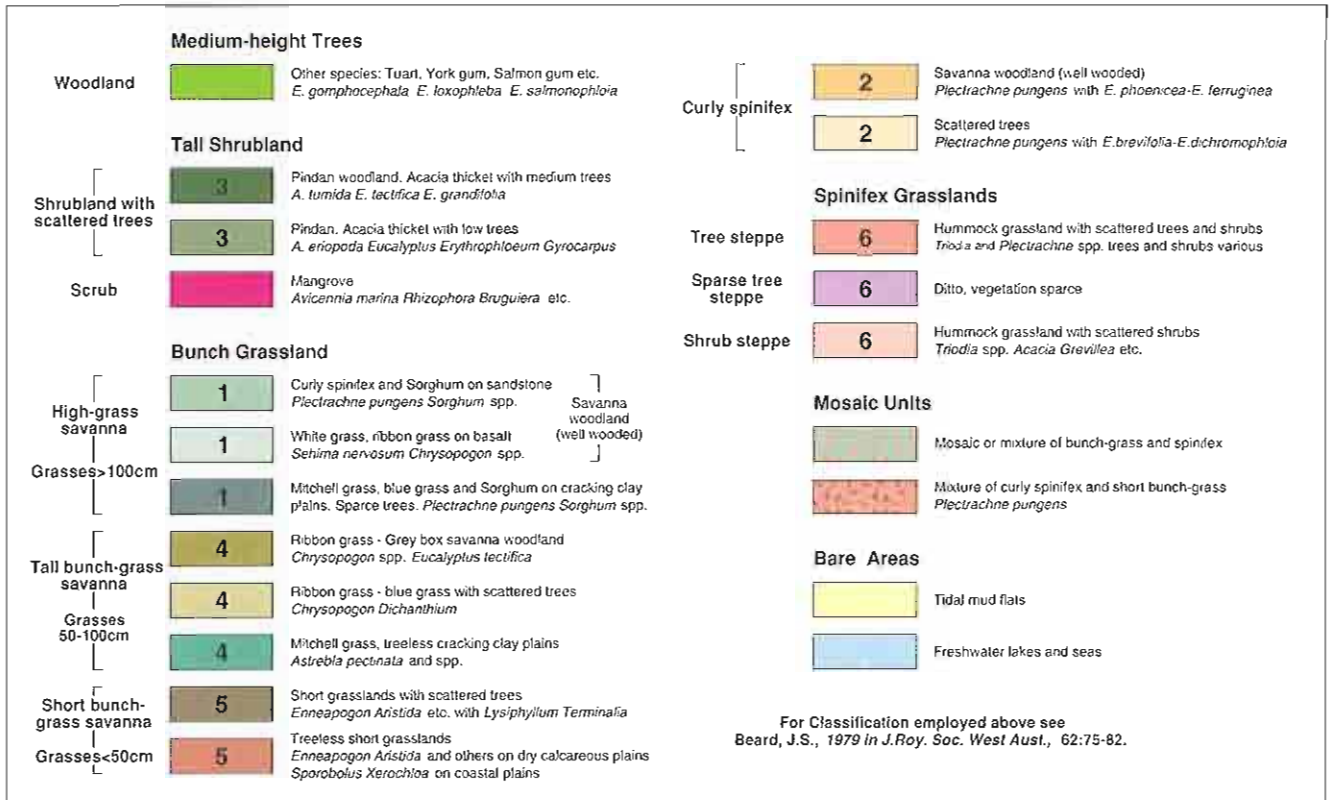 Medium-height Trees
Woodland
Other species: Tuart, York gum, Salmon gum etc.
E. gomphocephala E. loxophleba E. salmonophloia
Tall Shrubland
Shrubland with
scattered trees
3
Pindan woodland. Acacia thicket with medium trees
A. tumida E. tectifica E. grandifolia
3
Pindan. Acacia thicket with low trees
A. eriopoda Eucalyptus Erythrophloeum Gyrocarpus
Scrub
Mangrove
Avicennia marina Rhizophora Bruguiera etc.
Bunch Grassland
High-grass
savanna
Grasses>100cm
1
Curly spinifex and Sorghum on sandstone
Plectrachne pungens Sorghum spp.
1
White grass, ribbon grass on basalt
Sehima nervosum Chrysopogon spp.
Savanna
woodland
(well wooded)
1
Mitchell grass, blue grass and Sorghum on cracking clay
plains. Sparse trees. Plectrachne pungens Sorghum spp.
Tall bunch-grass
savanna
Grasses
50-100cm
4
Ribbon grass - Grey box savanna woodland
Chrysopogon spp. Eucalyptus tectifica
4
Ribbon grass - blue grass with scattered trees
Chrysopogon Dichanthium
4
Mitchell grass, treeless cracking clay plains
Astrebla pectinata and spp.
Short bunch-
grass savanna
Grasses<50cm
5
Short grasslands with scattered trees
Enneapogon Aristida etc. with Lysiphyllum Terminalia
5
Treeless short grasslands
Enneapogon Aristida and others on dry calcareous plains
Sporobolus Xerochloa on coastal plains
Curly spinifex
2
Savanna woodland (well wooded)
Plectrachne pungens with E. phoenicea-E. ferruginea
2
Scattered trees
Plectrachne pungens with E.brevifolia-E.dichromophloia
Spinifex Grasslands
Tree steppe
6
Hummock grassland with scattered trees and shrubs
Triodia and Plectrachne spp. trees and shrubs various
Sparse tree
steppe
6
Ditto, vegetation sparce
Shrub steppe
6
Hummock grassland with scattered shrubs
Triodia spp. Acacia Grevillea etc.
Mosaic Units
Mosaic or mixture of bunch-grass and spinifex
Mixture of curly spinifex and short bunch-grass
Plectrachne pungens
Bare Areas
Tidal mud flats
Freshwater lakes and seas
For Classification employed above see
Beard, J.S., 1979 in J.Roy. Soc. West Aust., 62:75-82.